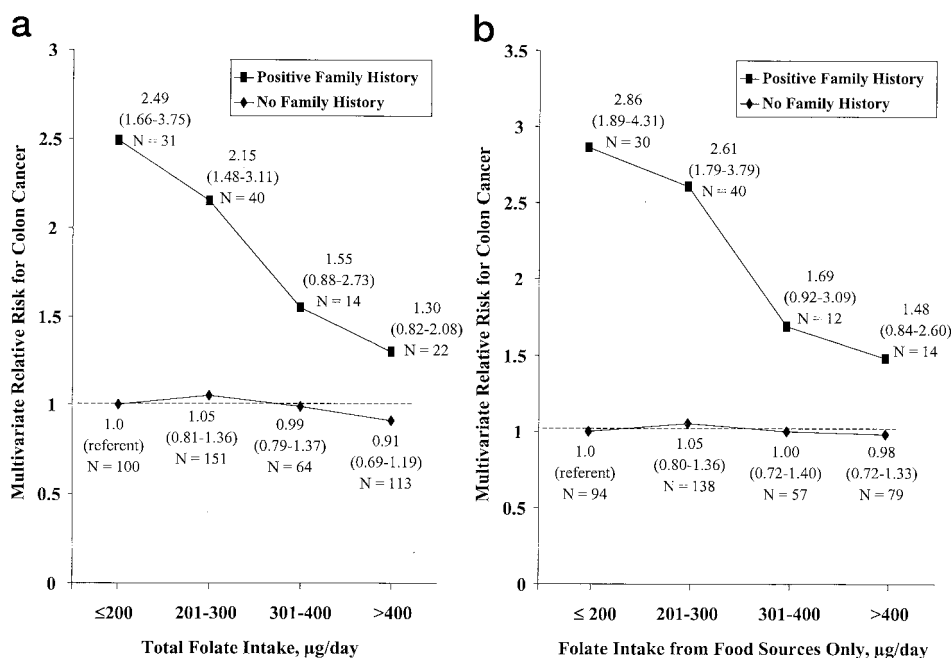 a
Multivariate Relative Risk for Colon Cancer
3
2.5
2
1.5
1
0.5
0
Positive Family History
No Family History
2.49
(1.66-3.75)
N = 31
2.15
(1.48-3.11)
N = 40
1.55
(0.88-2.73)
N = 14
1.30
(0.82-2.08)
N = 22
1.0
(referent)
N = 100
1.05
(0.81-1.36)
N = 151
0.99
(0.79-1.37)
N = 64
0.91
(0.69-1.19)
N = 113
≤200
201-300
301-400
>400
Total Folate Intake, μg/day
b
Multivariate Relative Risk for Colon Cancer
3.5
3
2.5
2
1.5
1
0.5
0
Positive Family History
No Family History
2.86
(1.89-4.31)
N = 30
2.61
(1.79-3.79)
N = 40
1.69
(0.92-3.09)
N = 12
1.48
(0.84-2.60)
N = 14
1.0
(referent)
N = 94
1.05
(0.80-1.36)
N = 138
1.00
(0.72-1.40)
N = 57
0.98
(0.72-1.33)
N = 79
≤ 200
201-300
301-400
>400
Folate Intake from Food Sources Only, μg/day